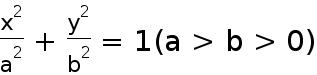 x²/a² + y²/b² = 1(a > b > 0)